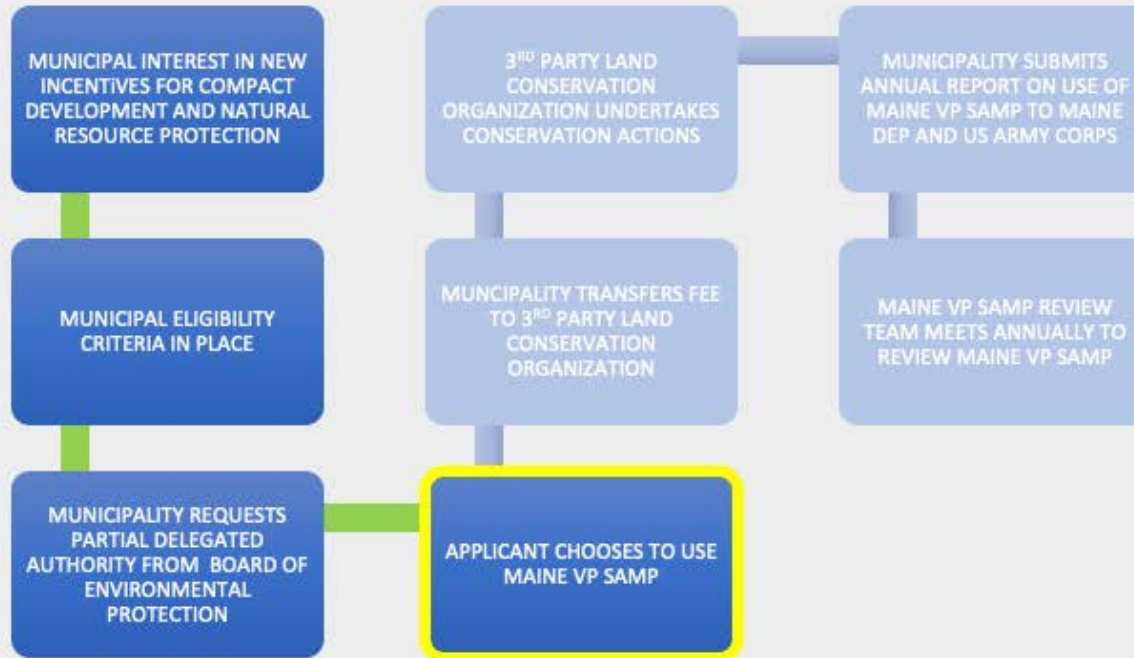 MUNICIPAL INTEREST IN NEW
INCENTiVES FOR COMPACT
DEVELOPMENT AND NATURAL
RESOURCE PROTECTION
MUNICIPAL ELIGIBILITY
CRITERIA IN PLACE
MUNICIPALITY REQUESTS
PARTIAL DELEGATED
AUTHORITY FROM BOARD OF
ENVIRONMENTAL
PROTECTION
APPLICANT CHOOSES TO USE
MAINE VP SAMP
MUNCIPALITY TRANSFERS FEE
TO 3RD PARTY LAND
CONSERVATION
ORGANIZATION
3RD PARTY LAND
CONSERVATION
ORGANIZATION UNDERTAKES
CONSERVATION ACTIONS
MUNICIPALITY SUBMITS
ANNUAL REPORT ON USE OF
MAINE VP SAMP TO MAINE
DEP AND US ARMY CORPS
MAINE VP SAMP REVIEW
TEAM MEETS ANNUALLY TO
REVIEW MAINE VP SAMP